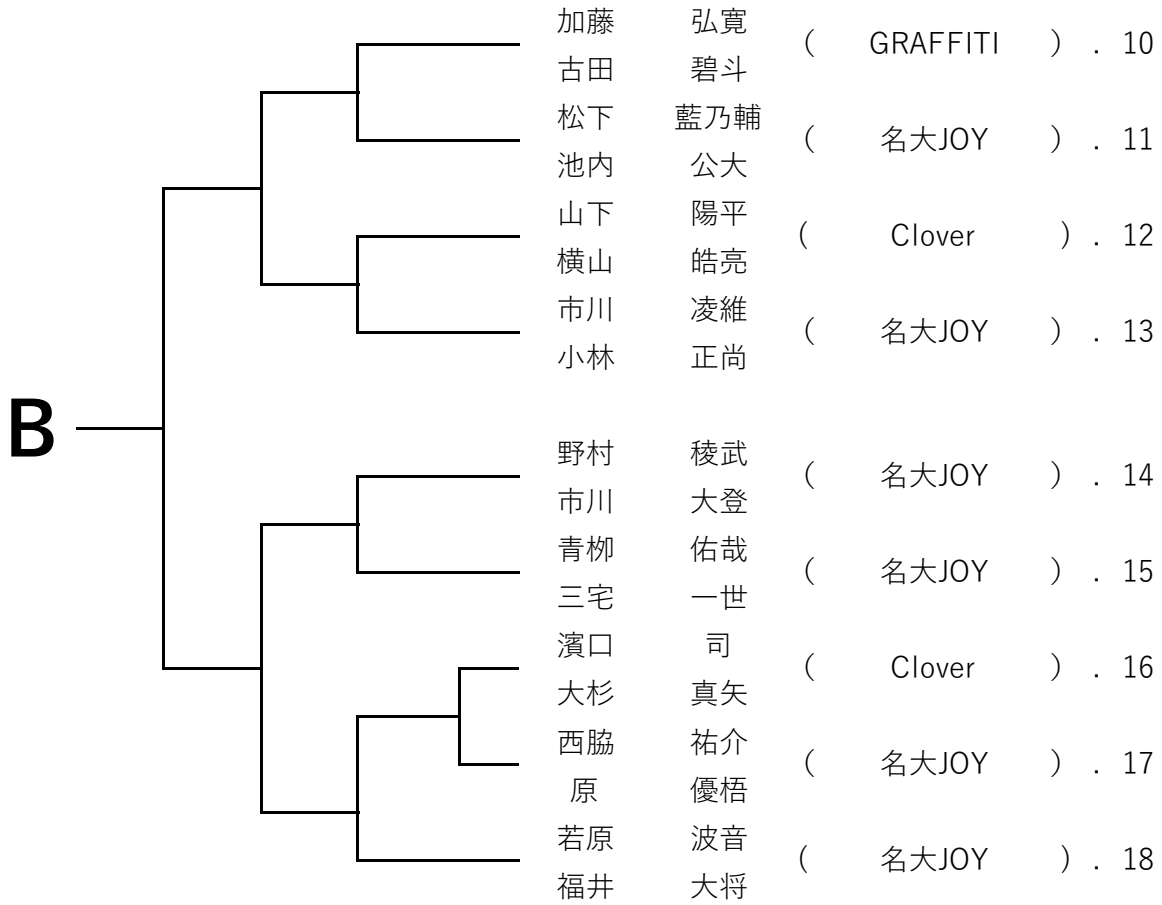 加藤 弘寛
( GRAFFITI ) . 10
古田 碧斗
松下 藍乃輔
( 名大JOY ) . 11
池内 公大
山下 陽平
( Clover ) . 12
横山 皓亮
市川 凌維
( 名大JOY ) . 13
小林 正尚
B
野村 稜武
( 名大JOY ) . 14
市川 大登
青栁 佑哉
( 名大JOY ) . 15
三宅 一世
濱口 司
( Clover ) . 16
大杉 真矢
西脇 祐介
( 名大JOY ) . 17
原 優梧
若原 波音
( 名大JOY ) . 18
福井 大将